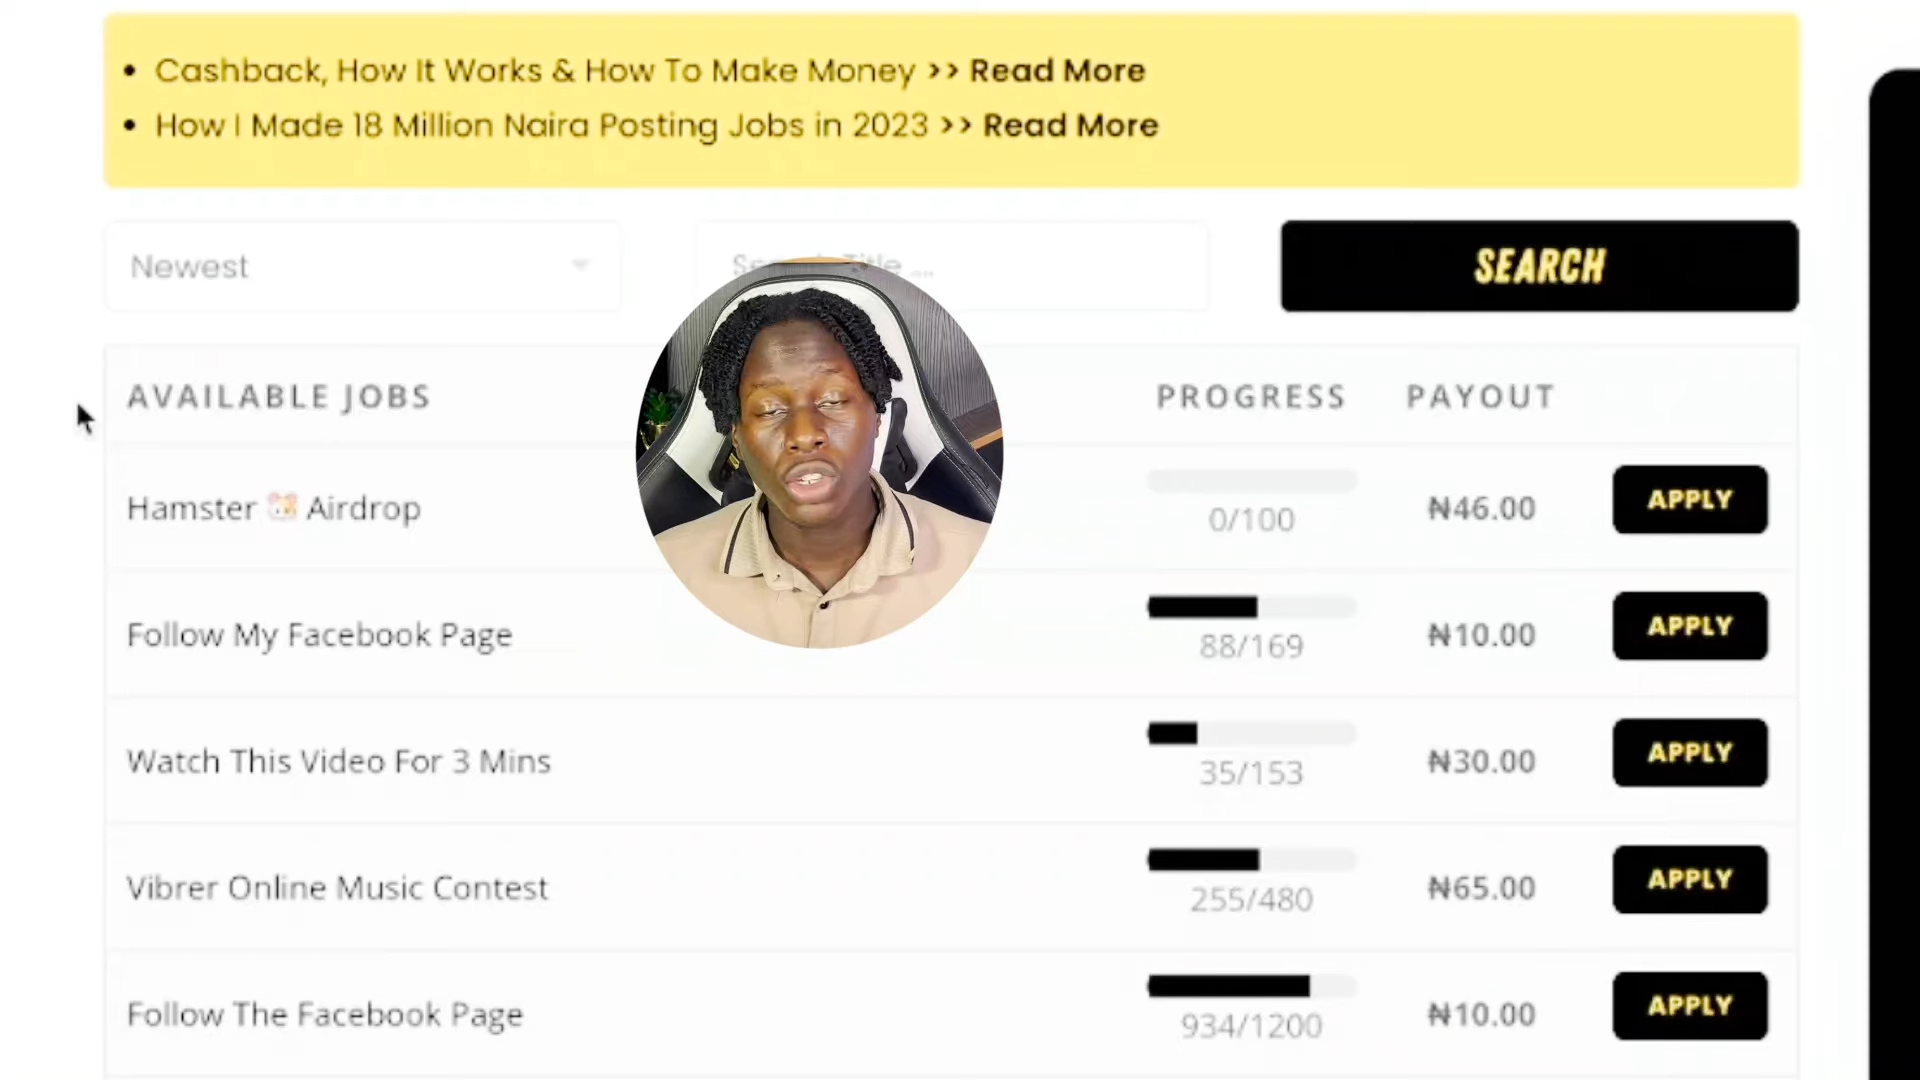 Cashback, How It Works & How To Make Money >> Read More
How I Made 18 Million Naira Posting Jobs in 2023 >> Read More
Newest
SEARCH
AVAILABLE JOBS PROGRESS PAYOUT
Hamster 🐹 Airdrop 0/100 ₦46.00 APPLY
Follow My Facebook Page 88/169 ₦10.00 APPLY
Watch This Video For 3 Mins 35/153 ₦30.00 APPLY
Vibrer Online Music Contest 255/480 ₦65.00 APPLY
Follow The Facebook Page 934/1200 ₦10.00 APPLY